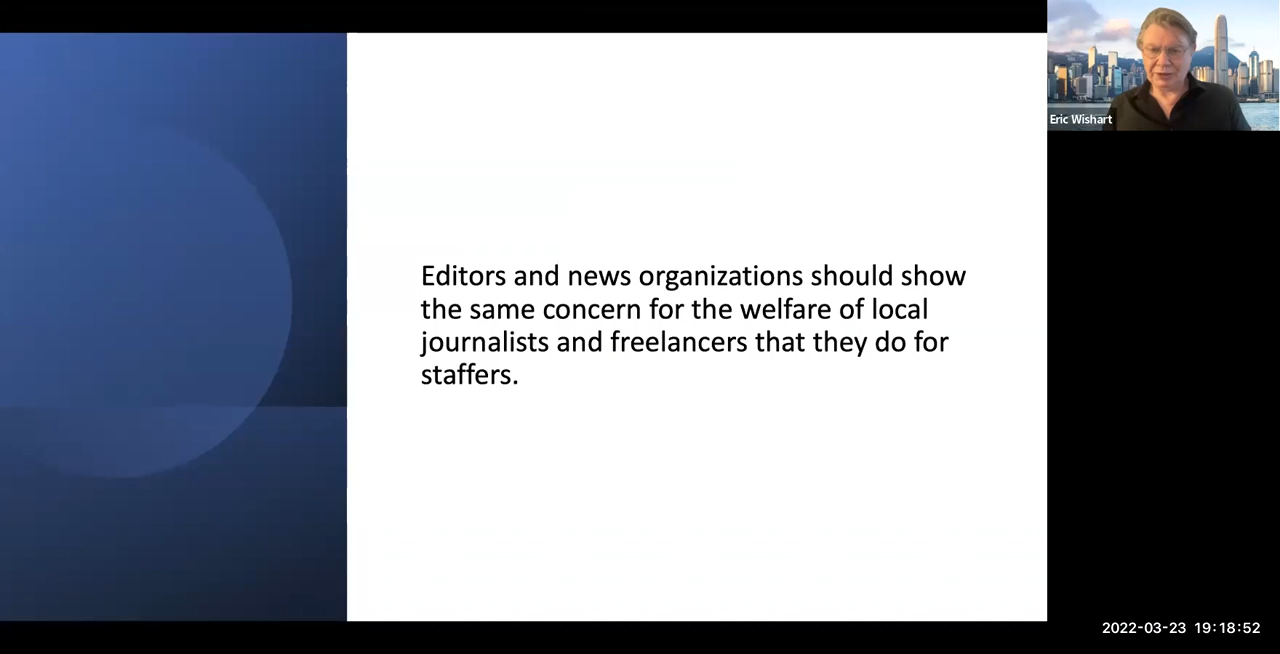 Eric Wishart
Editors and news organizations should show
the same concern for the welfare of local
journalists and freelancers that they do for
staffers.
2022-03-23 19:18:52